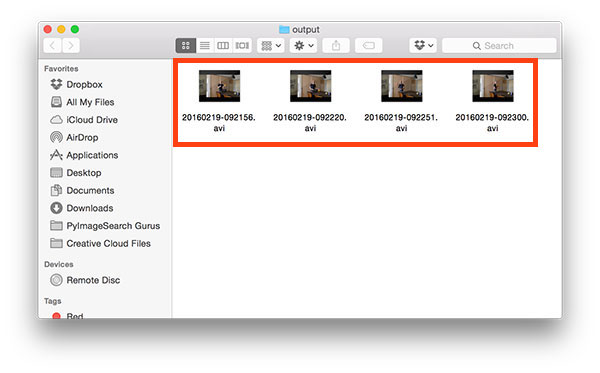 output
Search
Favorites
Dropbox
All My Files
iCloud Drive
AirDrop
Applications
Desktop
Documents
Downloads
PyImageSearch Gurus
Creative Cloud Files
Devices
Remote Disc
Tags
Red
20160219-092156.
avi
20160219-092220.
avi
20160219-092251.
avi
20160219-092300.
avi